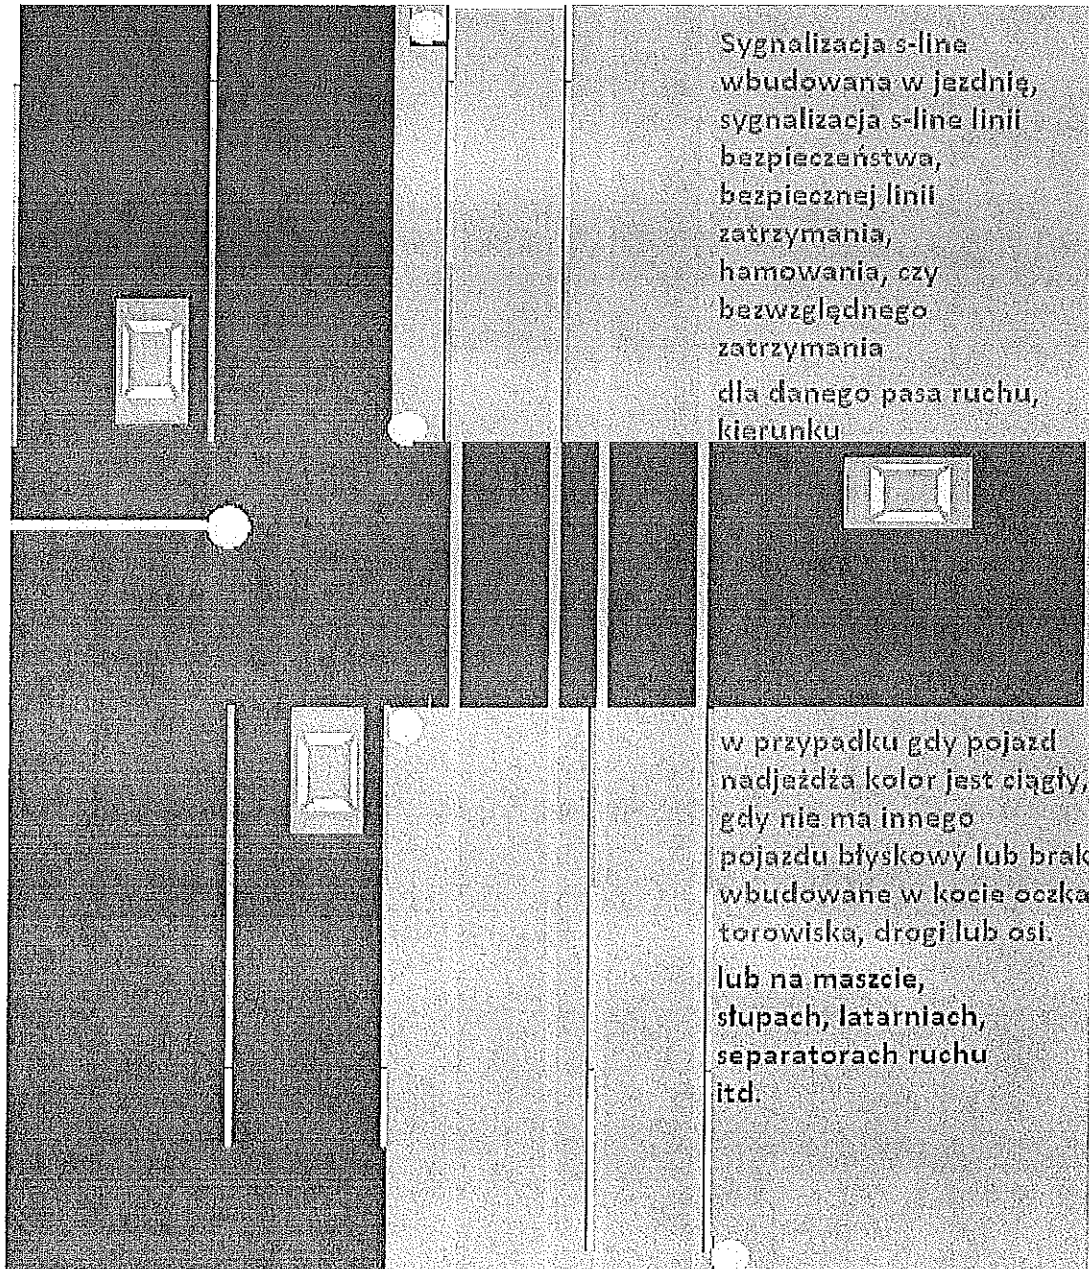 Sygnalizacja s-line
wbudowana w jezdnię,
sygnalizacja s-line linii
bezpieczeństwa,
bezpiecznej linii
zatrzymania,
hamowania, czy
bezwzględnego
zatrzymania
dla danego pasa ruchu,
kierunku
w przypadku gdy pojazd
nadjeżdża kolor jest ciągły,
gdy nie ma innego
pojazdu błyskowy lub brak
wbudowane w kocie oczka
torowiska, drogi lub osi.
lub na maszcie,
słupach, latarniach,
separatorach ruchu
itd.